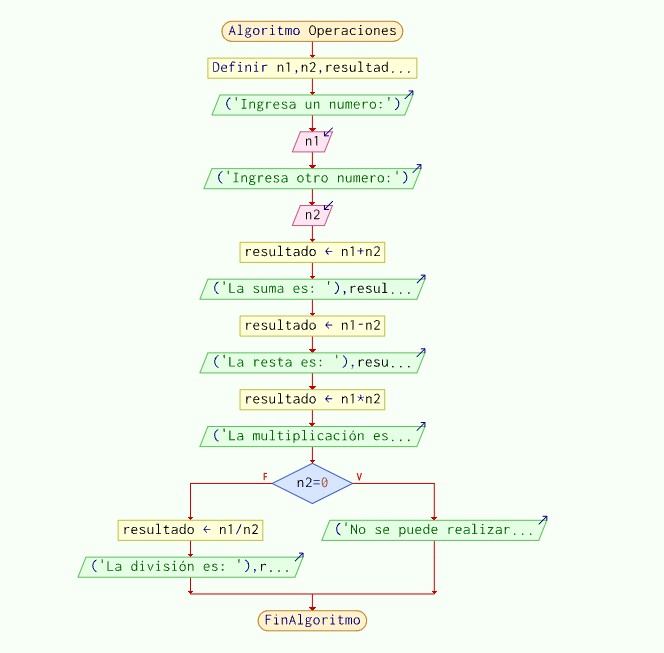 Algoritmo Operaciones
Definir n1,n2,resultad...
('Ingresa un numero:')
n1
('Ingresa otro numero:')
n2
resultado ← n1+n2
('La suma es: '),resul...
resultado ← n1-n2
('La resta es: '),resu...
resultado ← n1*n2
('La multiplicación es...
F
V
n2=0
resultado ← n1/n2
('No se puede realizar...
('La división es: '),r...
FinAlgoritmo